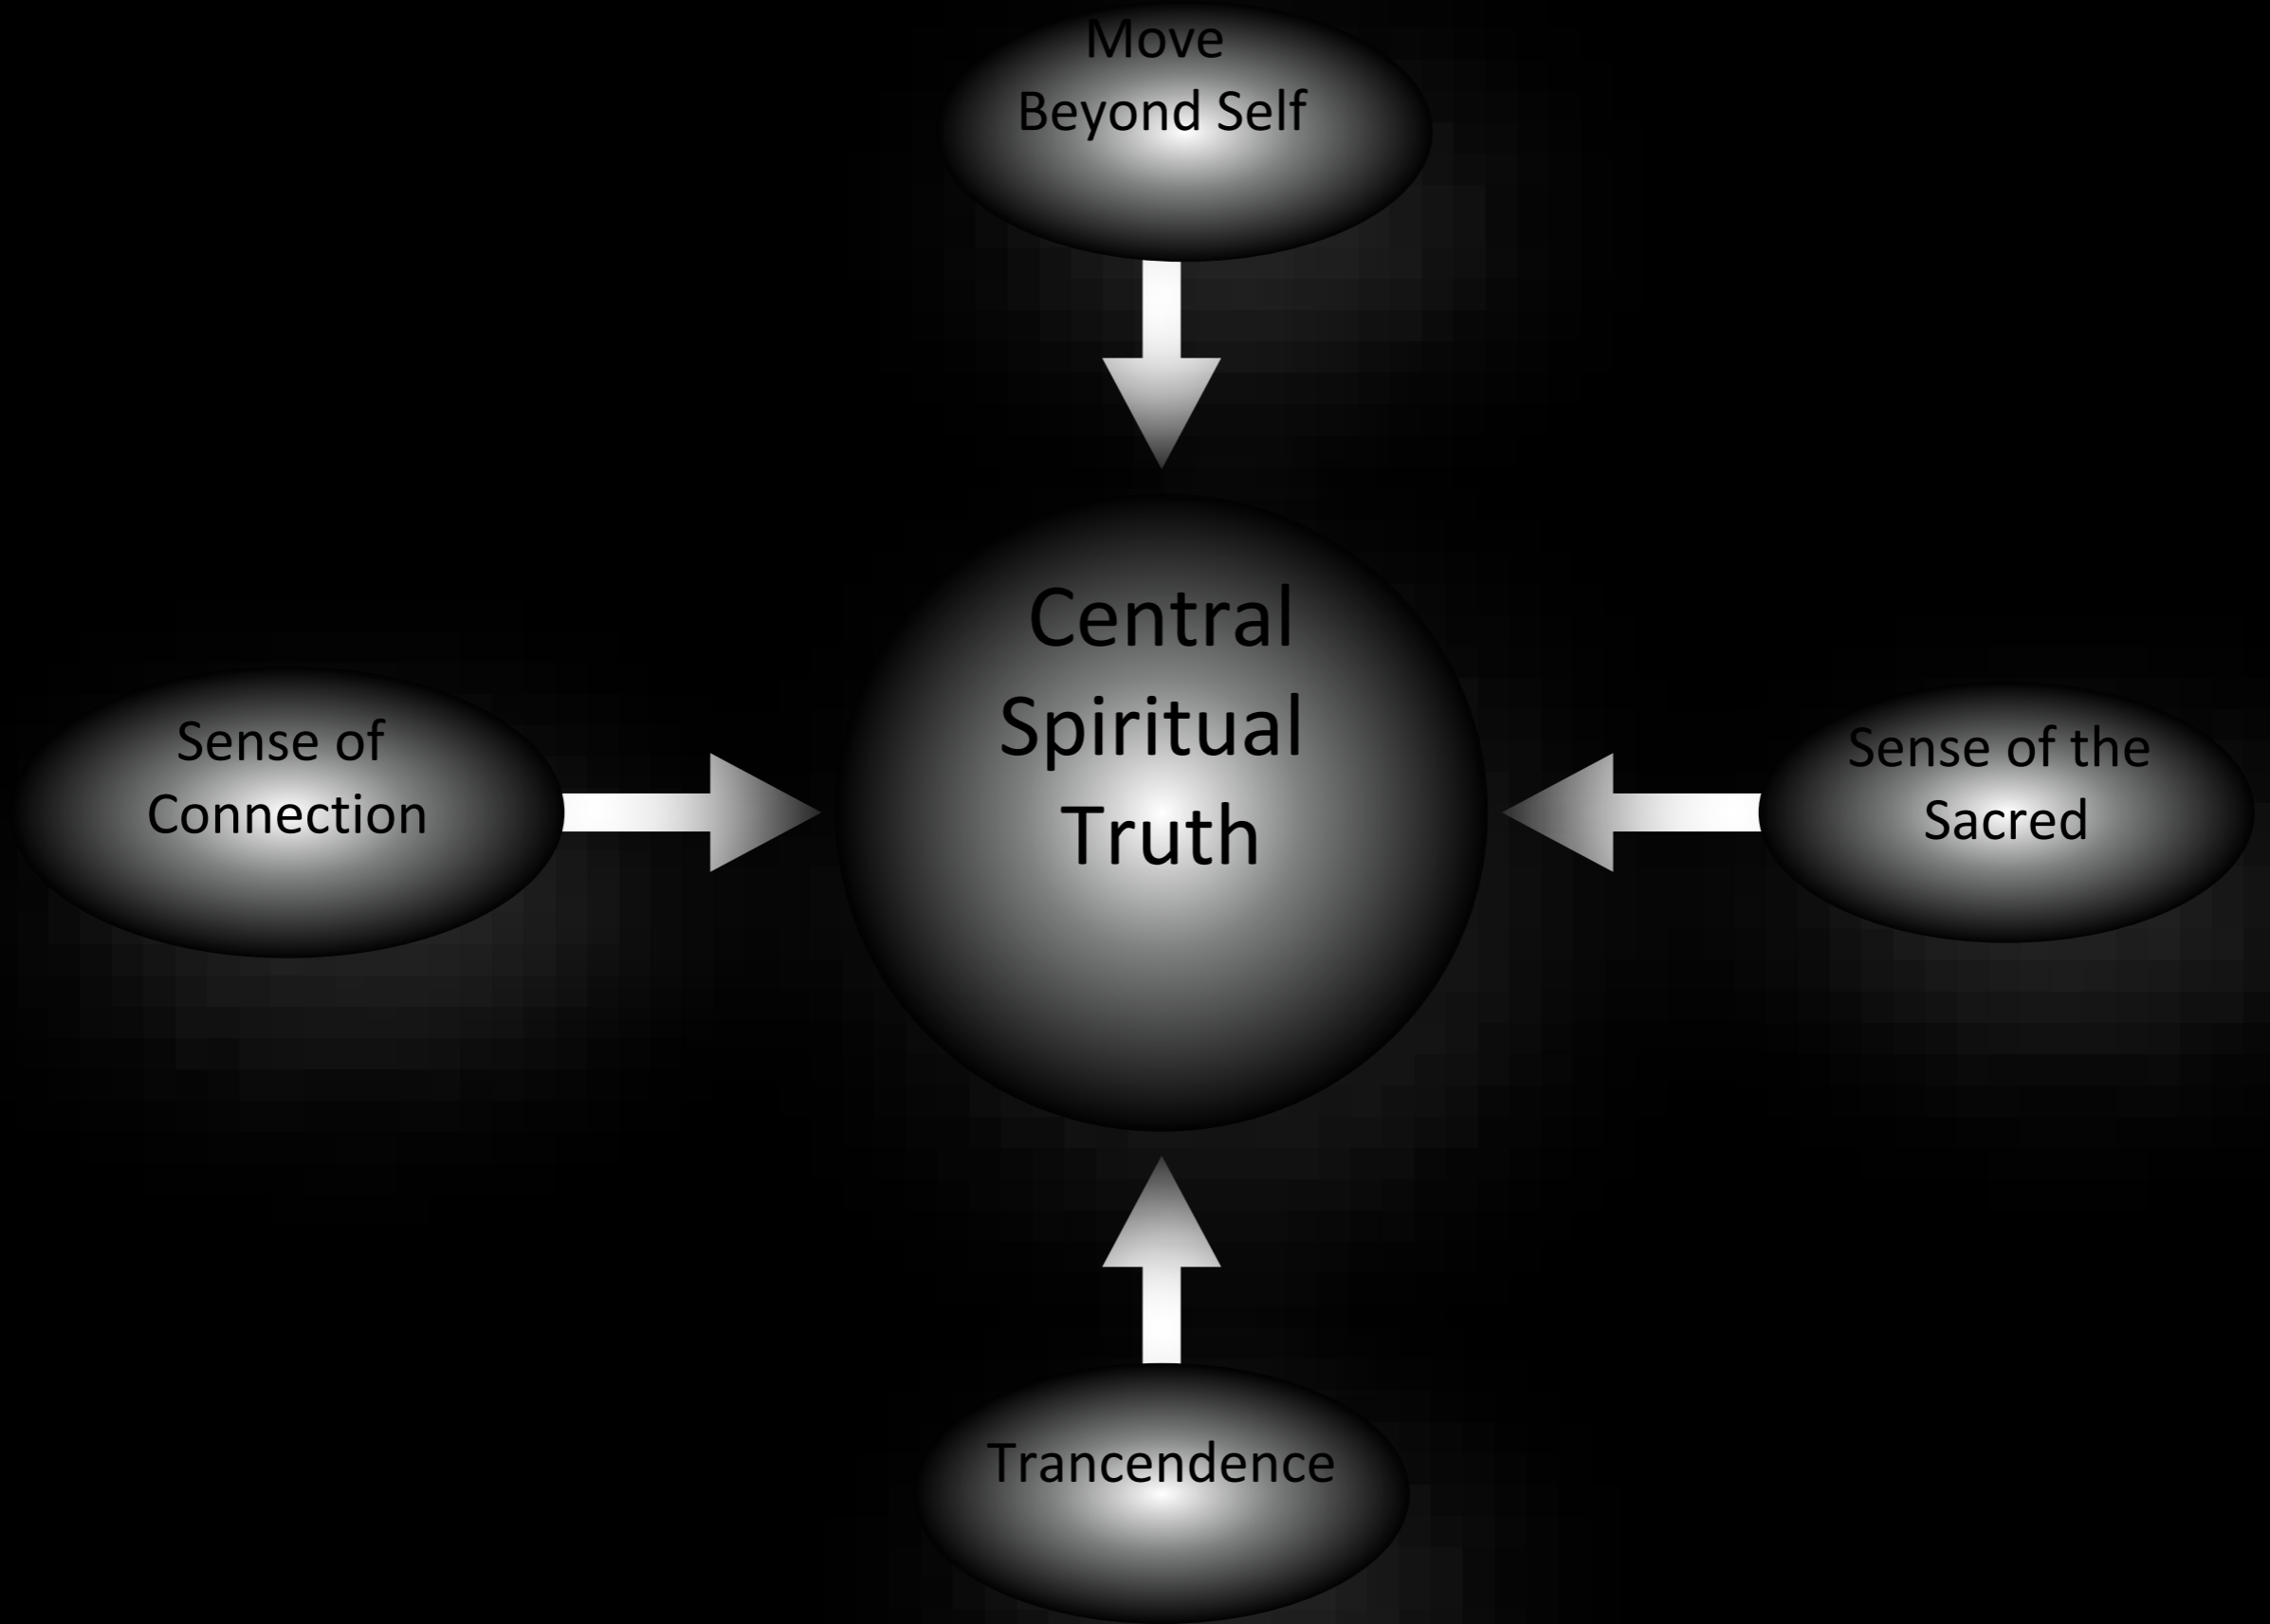 Move
Beyond Self
Central
Spiritual
Truth
Sense of
Connection
Sense of the
Sacred
Trancendence